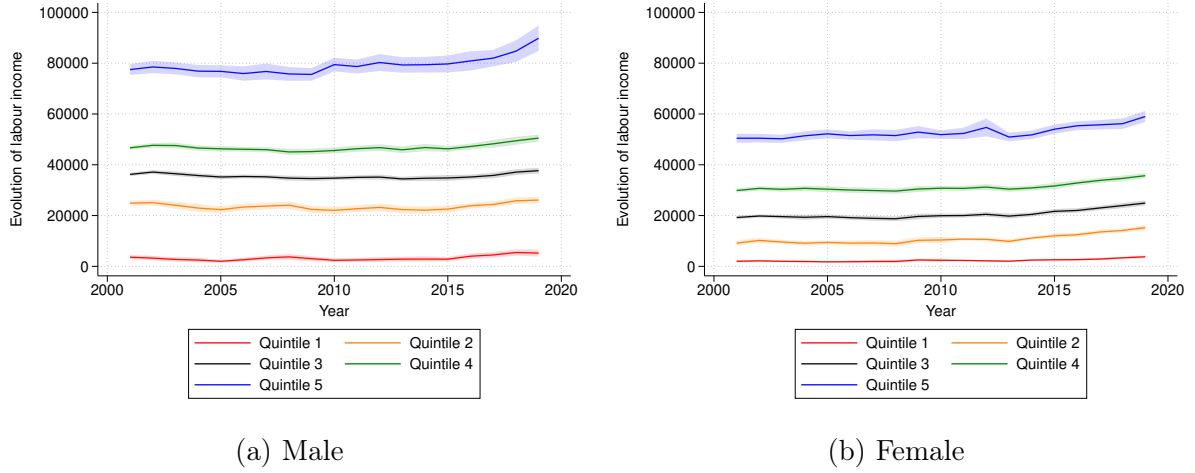 100000
80000
60000
40000
20000
0
Evolution of labour income
2000 2005 2010 2015 2020
Year
Quintile 1 Quintile 2
Quintile 3 Quintile 4
Quintile 5
(a) Male
100000
80000
60000
40000
20000
0
Evolution of labour income
2000 2005 2010 2015 2020
Year
Quintile 1 Quintile 2
Quintile 3 Quintile 4
Quintile 5
(b) Female